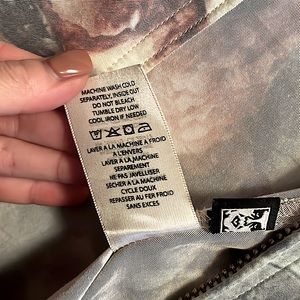 MACHINE WASH COLD
SEPARATELY, INSIDE OUT
DO NOT BLEACH
TUMBLE DRY LOW
COOL IRON IF NEEDED
LAVER A LA MACHINE A FROID
A L'ENVERS
LAVER A LA MACHINE
SEPAREMENT
NE PAS JAVELLISER
SÉCHER A LA MACHINE
CYCLE DOUX
REPASSER AU FER FROID
SANS EXCES